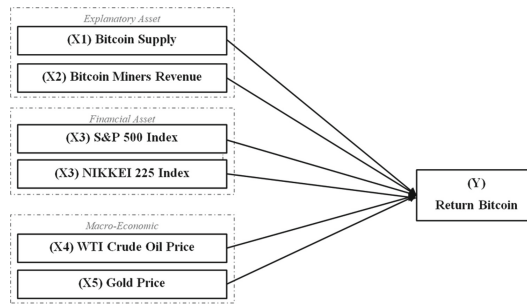 Explanatory Asset
(X1) Bitcoin Supply
(X2) Bitcoin Miners Revenue
Financial Asset
(X3) S&P 500 Index
(X3) NIKKEI 225 Index
Macro-Economic
(X4) WTI Crude Oil Price
(X5) Gold Price
(Y)
Return Bitcoin